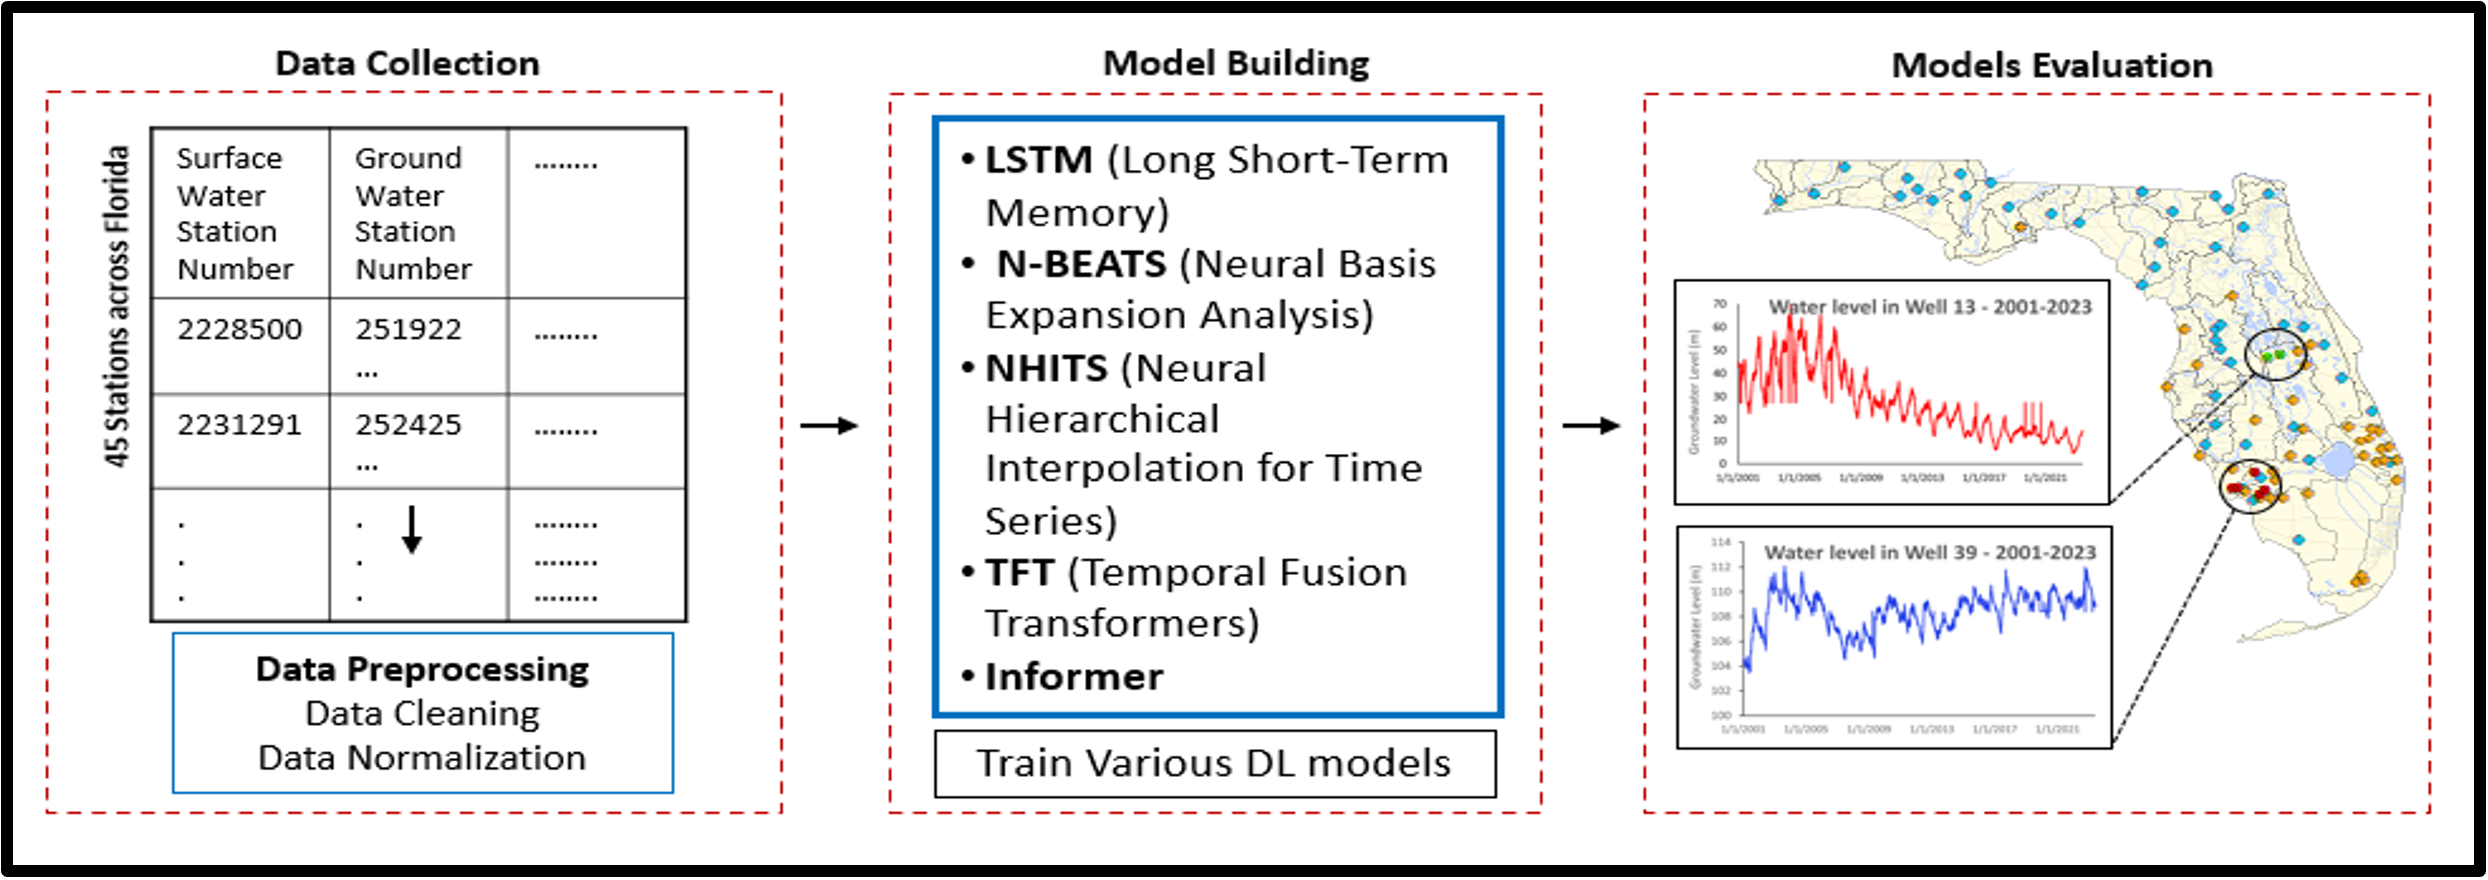 Data Collection
45 Stations across Florida
Surface
Water
Station
Number
Ground
Water
Station
Number
........
2228500
251922
...
........
2231291
252425
...
........
.
.
.
.
.
.
........
........
........
Data Preprocessing
Data Cleaning
Data Normalization
Model Building
• LSTM (Long Short-Term
Memory)
• N-BEATS (Neural Basis
Expansion Analysis)
• NHITS (Neural
Hierarchical
Interpolation for Time
Series)
• TFT (Temporal Fusion
Transformers)
• Informer
Train Various DL models
Models Evaluation
Water level in Well 13 - 2001-2023
Groundwater Level (m)
70
60
50
40
30
20
10
0
1/1/2001 1/1/2005 1/1/2009 1/1/2013 1/1/2017 1/1/2021
Water level in Well 39 - 2001-2023
Groundwater Level (m)
114
112
110
108
106
104
102
100
1/1/2001 1/1/2005 1/1/2009 1/1/2013 1/1/2017 1/1/2021